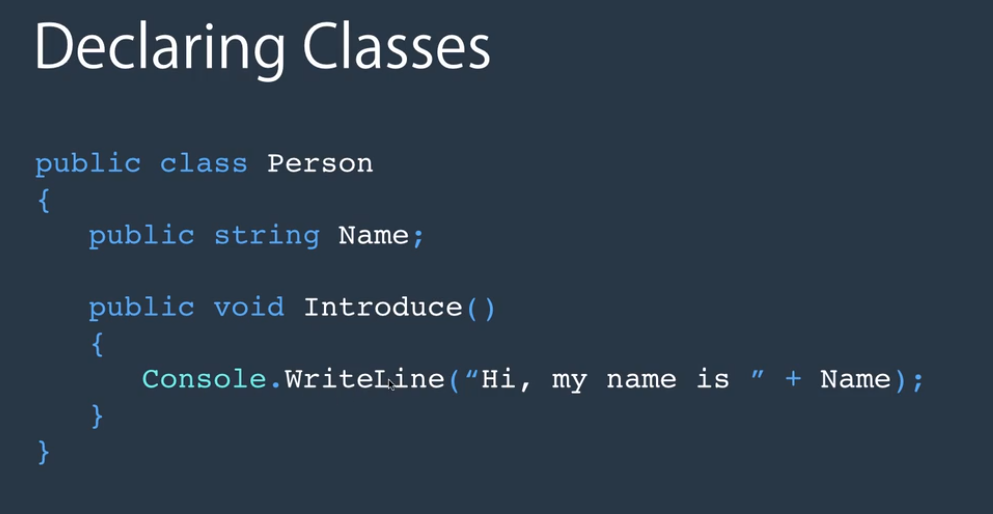 Declaring Classes
public class Person
{
public string Name;
public void Introduce()
{
Console.WriteLine(“Hi, my name is ” + Name);
}
}